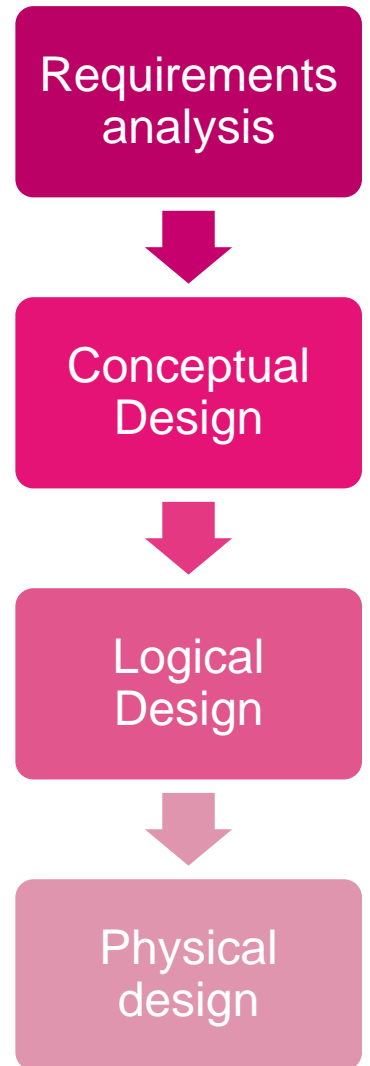 Requirements
analysis
Conceptual
Design
Logical
Design
Physical
design